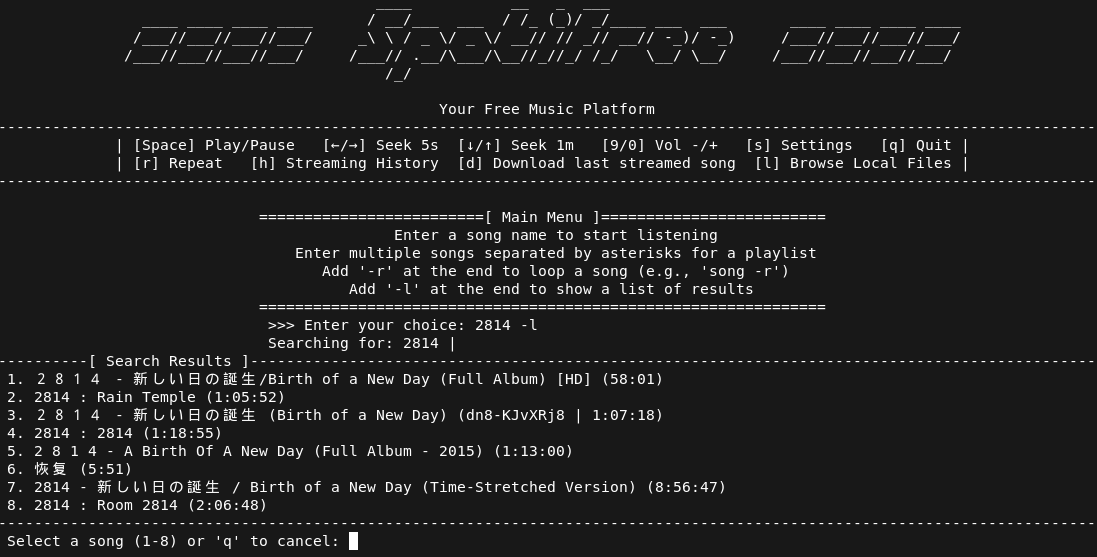 Spotifree
Your Free Music Platform
| [Space] Play/Pause   [←/→] Seek 5s  [↓/↑] Seek 1m   [9/0] Vol -/+   [s] Settings   [q] Quit |
| [r] Repeat   [h] Streaming History  [d] Download last streamed song  [l] Browse Local Files |
=========================[ Main Menu ]=========================
Enter a song name to start listening
Enter multiple songs separated by asterisks for a playlist
Add '-r' at the end to loop a song (e.g., 'song -r')
Add '-l' at the end to show a list of results
===============================================================
>>> Enter your choice: 2814 -l
Searching for: 2814 |
----------[ Search Results ]----------
1. ２８１４ - 新しい日の誕生/Birth of a New Day (Full Album) [HD] (58:01)
2. 2814 : Rain Temple (1:05:52)
3. ２８１４ - 新しい日の誕生 (Birth of a New Day) (dn8-KJvXRj8 | 1:07:18)
4. 2814 : 2814 (1:18:55)
5. 2 8 1 4 - A Birth Of A New Day (Full Album - 2015) (1:13:00)
6. 恢复 (5:51)
7. 2814 - 新しい日の誕生 / Birth of a New Day (Time-Stretched Version) (8:56:47)
8. 2814 : Room 2814 (2:06:48)
Select a song (1-8) or 'q' to cancel: